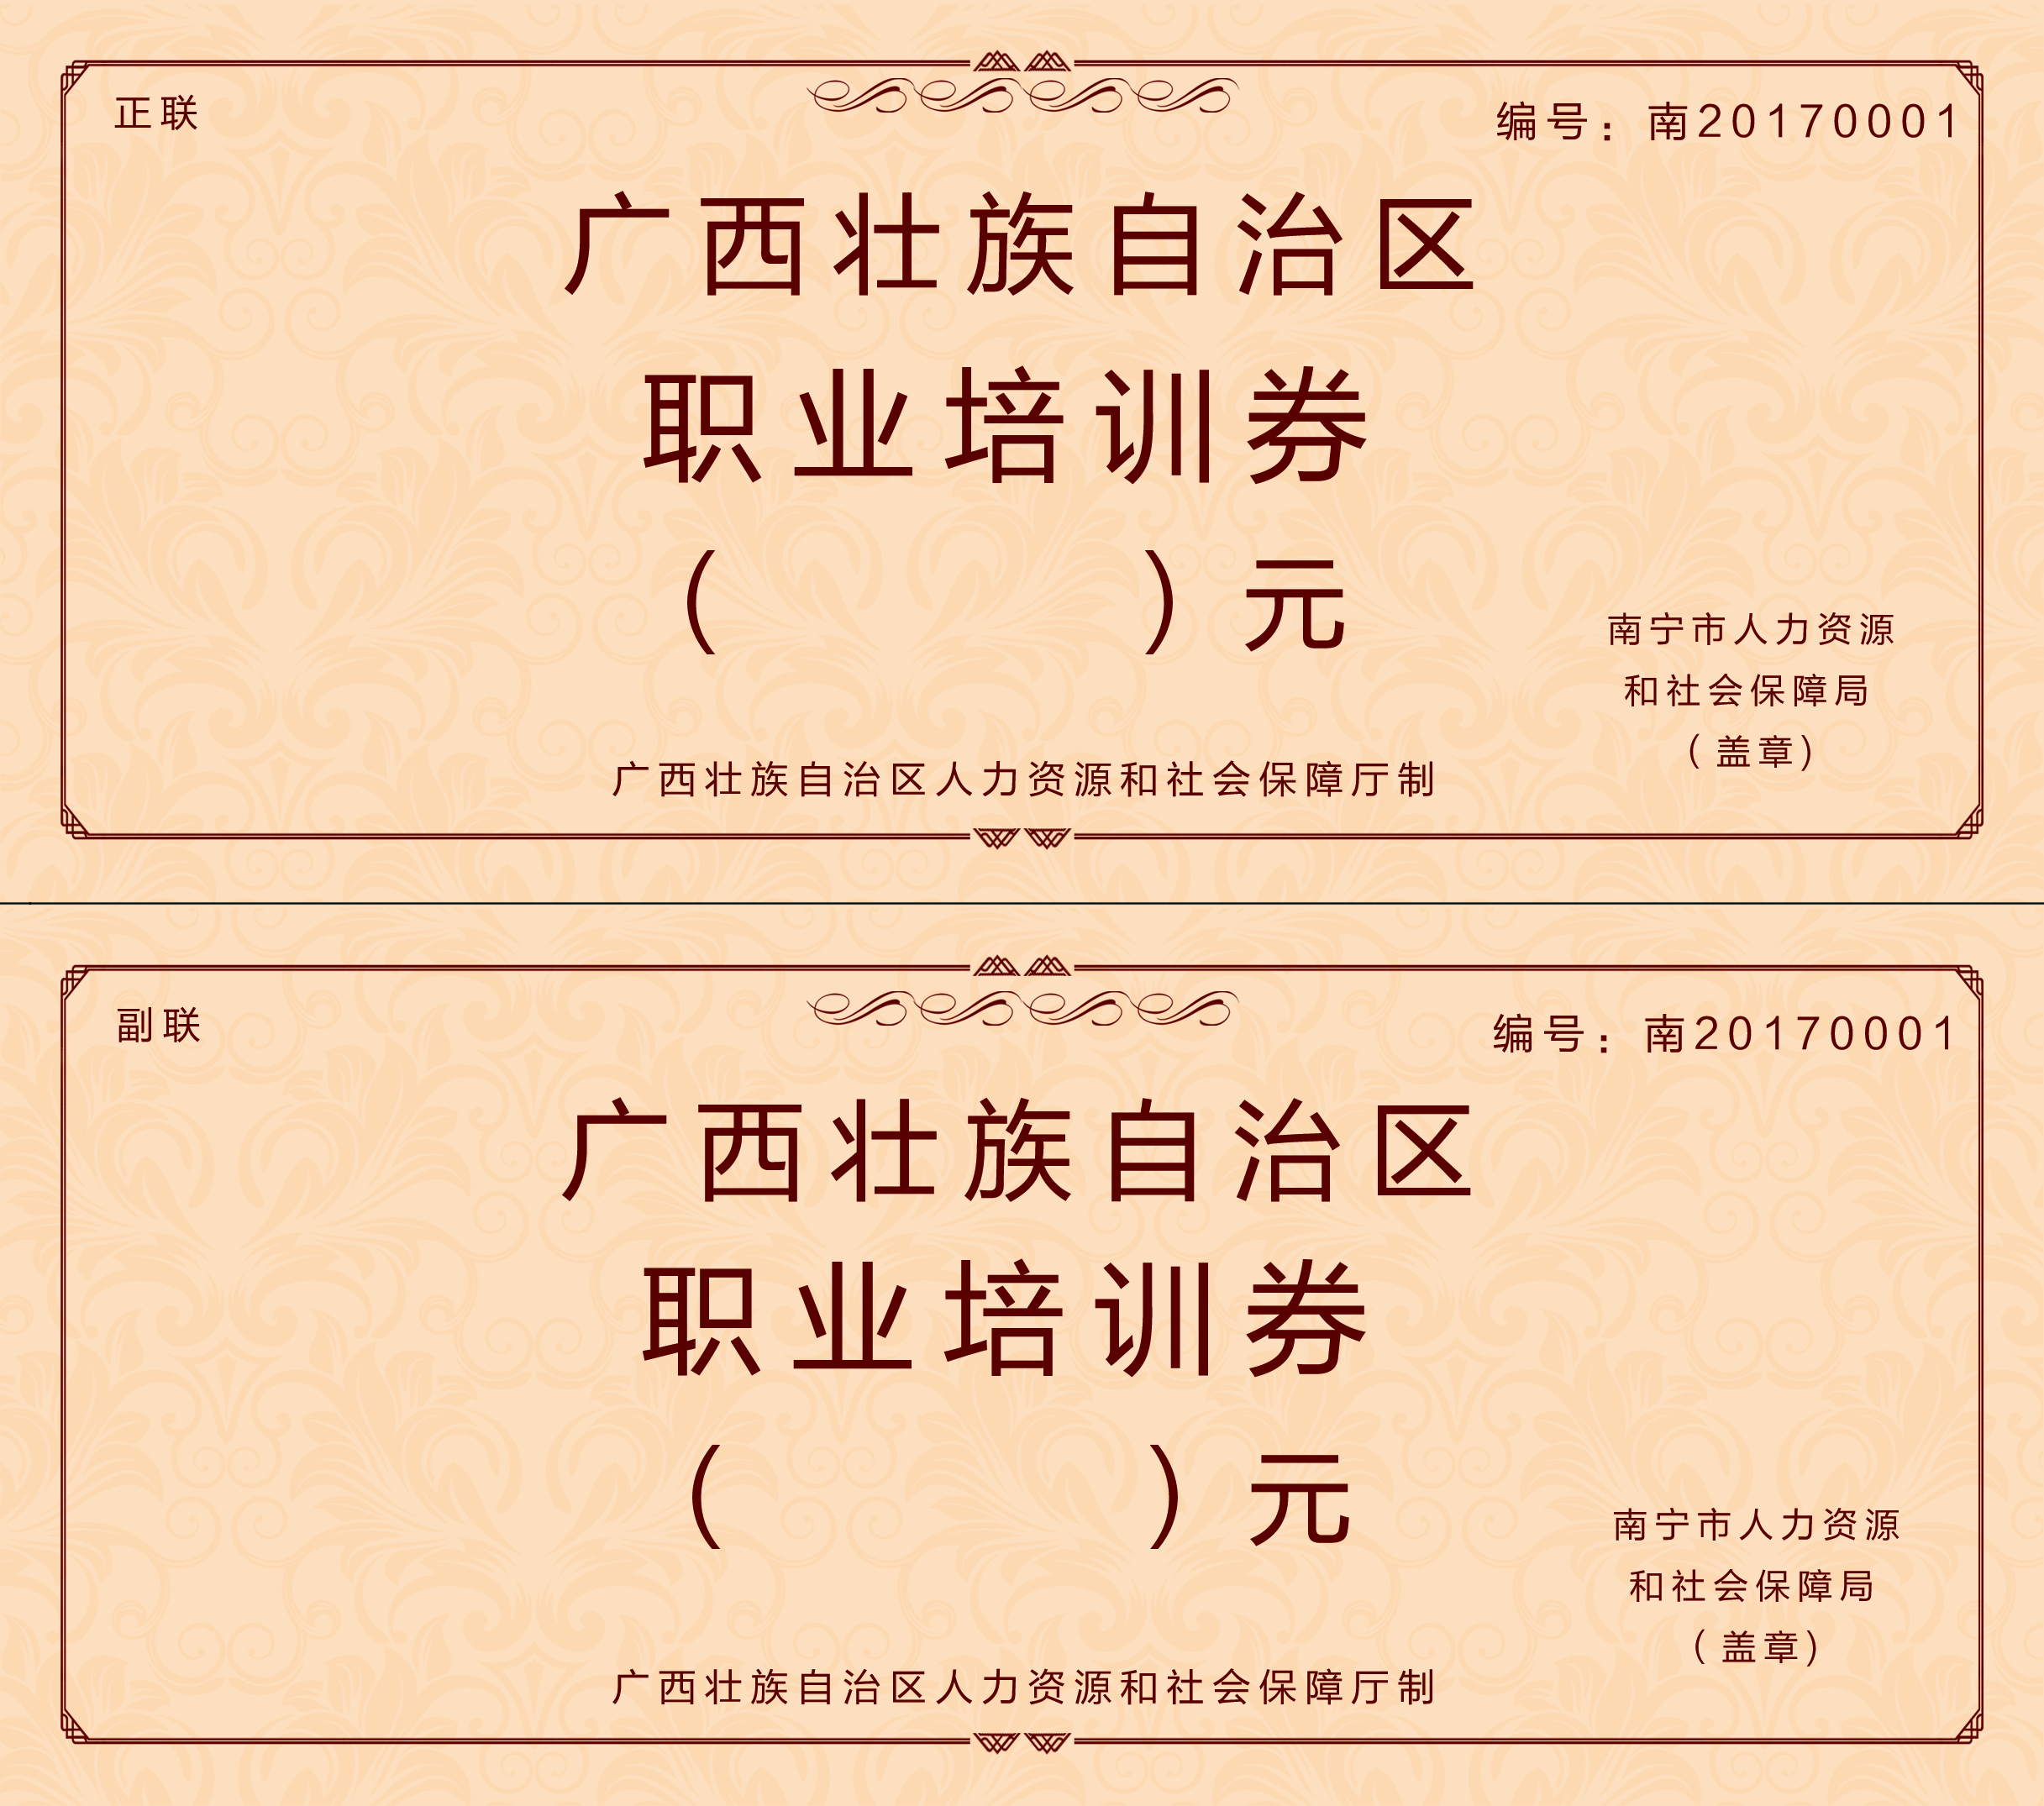 正联
编号：南20170001
广西壮族自治区
职业培训券
（ ）元
南宁市人力资源
和社会保障局
（盖章）
广西壮族自治区人力资源和社会保障厅制
副联
编号：南20170001
广西壮族自治区
职业培训券
（ ）元
南宁市人力资源
和社会保障局
（盖章）
广西壮族自治区人力资源和社会保障厅制